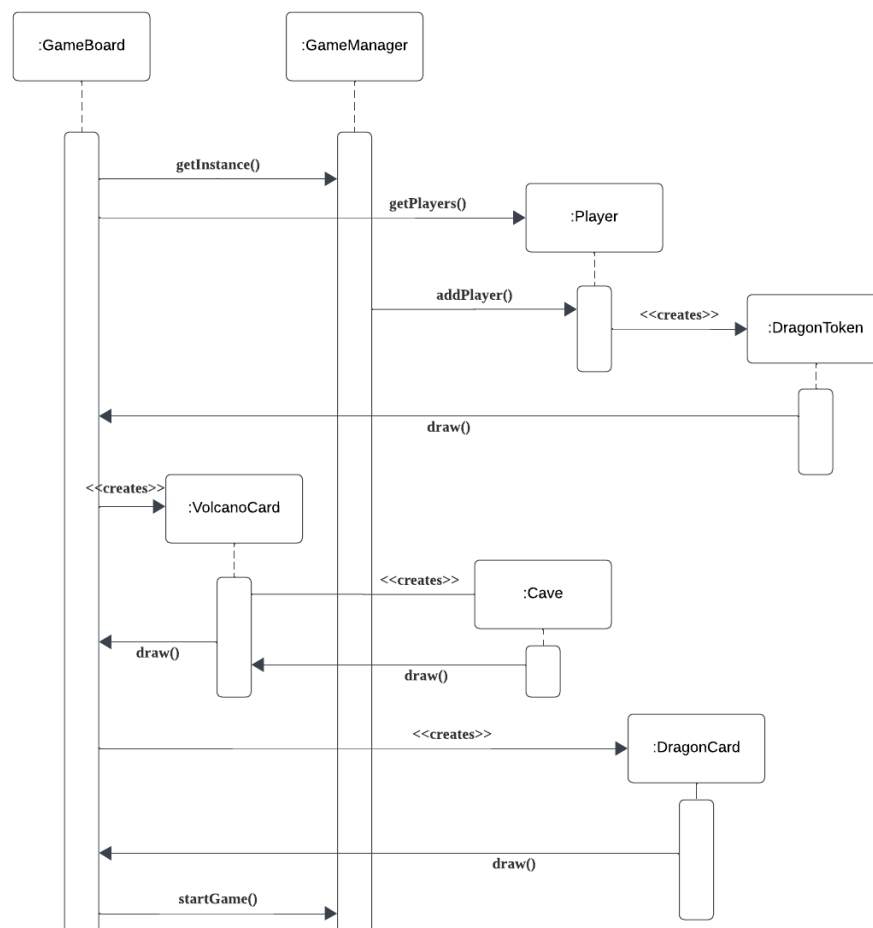 :GameBoard
:GameManager
getInstance()
getPlayers()
:Player
addPlayer()
<<creates>>
:DragonToken
draw()
<<creates>>
:VolcanoCard
<<creates>>
:Cave
draw()
draw()
<<creates>>
:DragonCard
draw()
startGame()